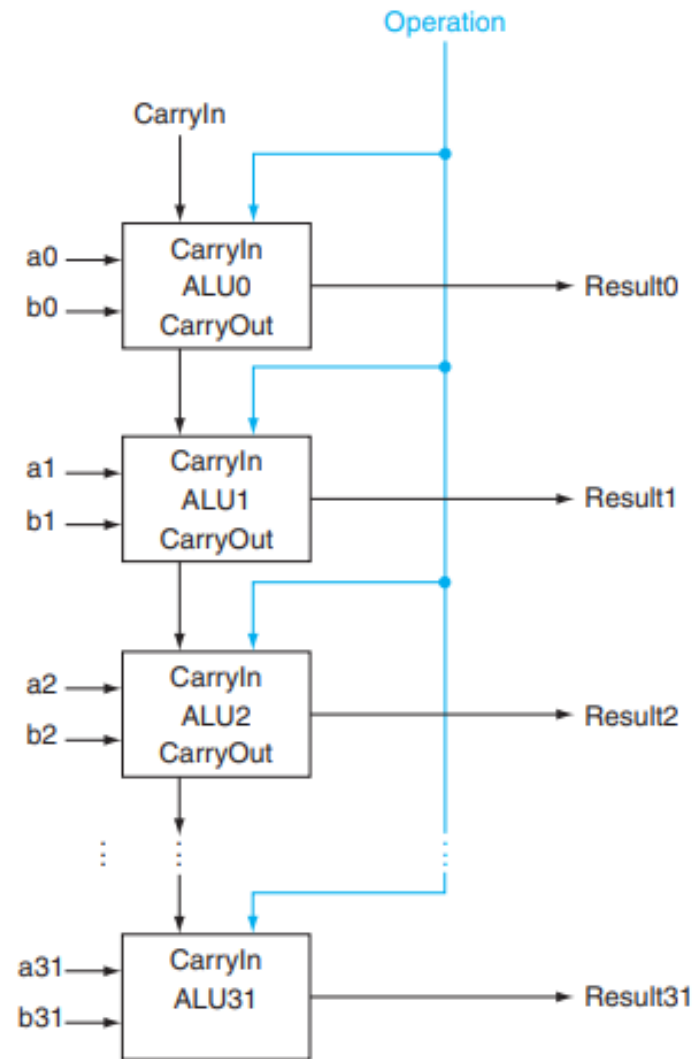 Operation
CarryIn
a0
b0
CarryIn
ALU0
CarryOut
Result0
a1
b1
CarryIn
ALU1
CarryOut
Result1
a2
b2
CarryIn
ALU2
CarryOut
Result2
a31
b31
CarryIn
ALU31
Result31